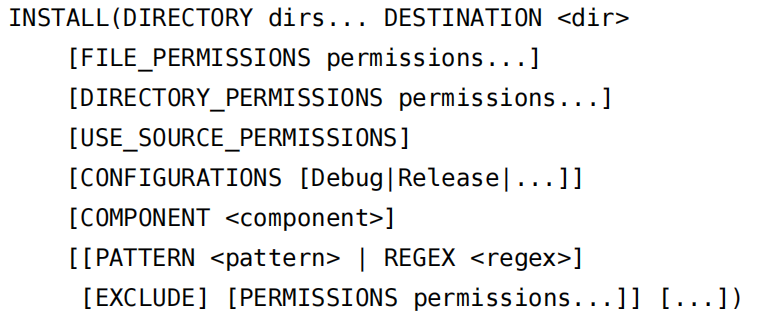 INSTALL(DIRECTORY dirs... DESTINATION <dir>
[FILE_PERMISSIONS permissions...]
[DIRECTORY_PERMISSIONS permissions...]
[USE_SOURCE_PERMISSIONS]
[CONFIGURATIONS [Debug|Release|...]]
[COMPONENT <component>]
[[PATTERN <pattern> | REGEX <regex>]
[EXCLUDE] [PERMISSIONS permissions...]] [...])